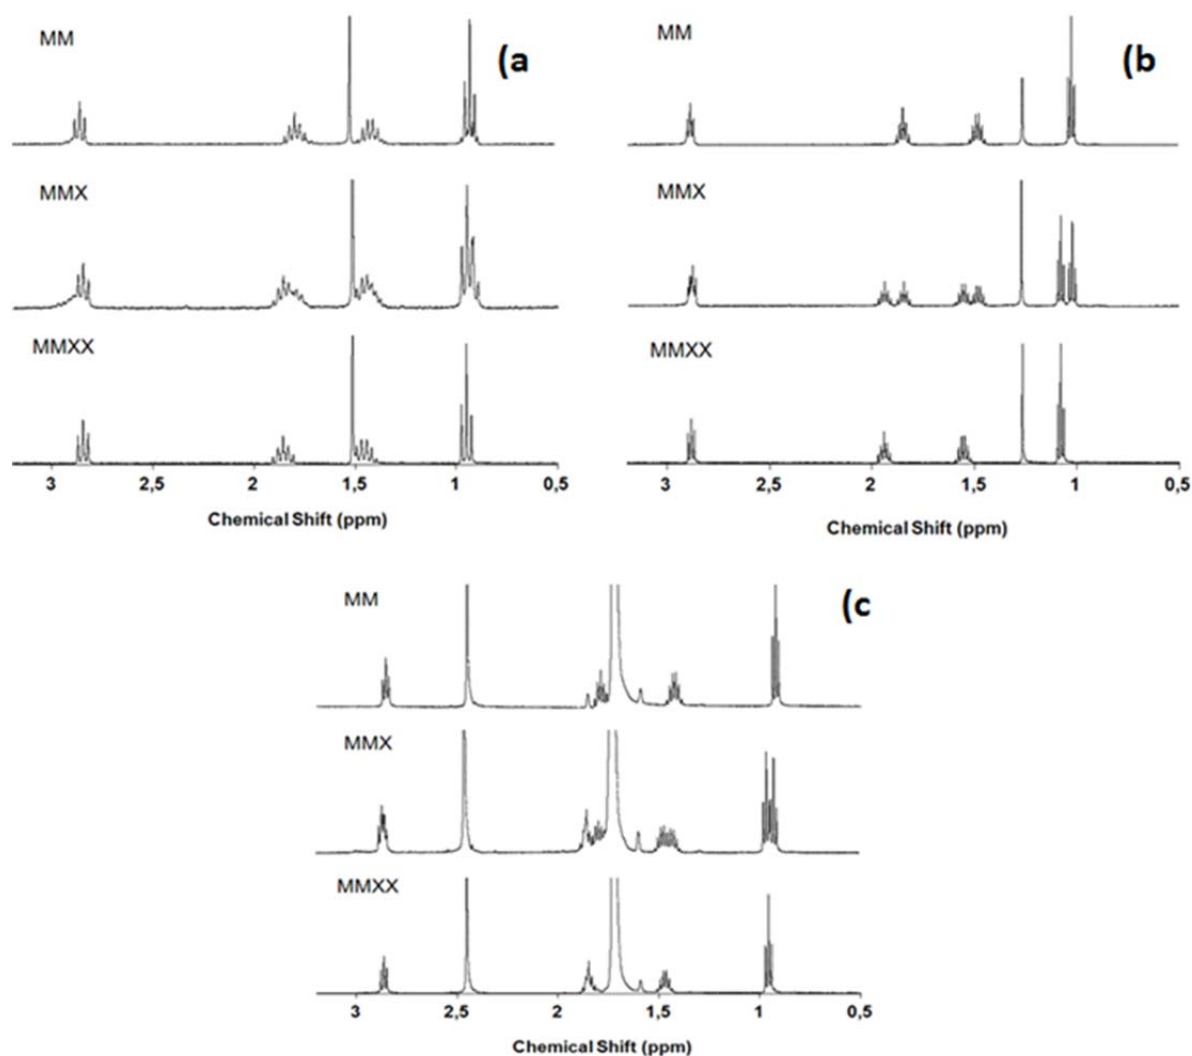 MM
(a
MMX
MMXX
3 2,5 2 1,5 1 0,5
Chemical Shift (ppm)
MM
(b
MMX
MMXX
3 2,5 2 1,5 1 0,5
Chemical Shift (ppm)
MM
(c
MMX
MMXX
3 2,5 2 1,5 1 0,5
Chemical Shift (ppm)